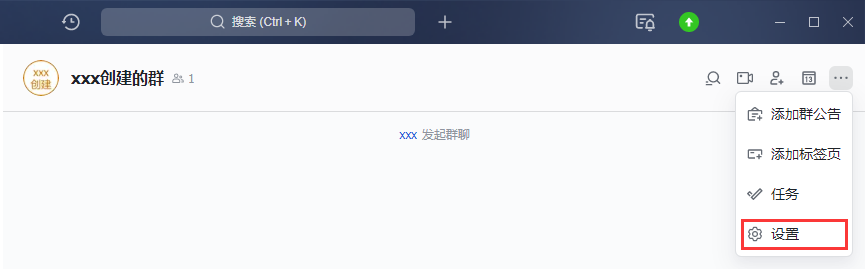 搜索 (Ctrl + K)
xxx
创建
xxx创建的群 1
13
xxx 发起群聊
添加群公告
添加标签页
任务
设置